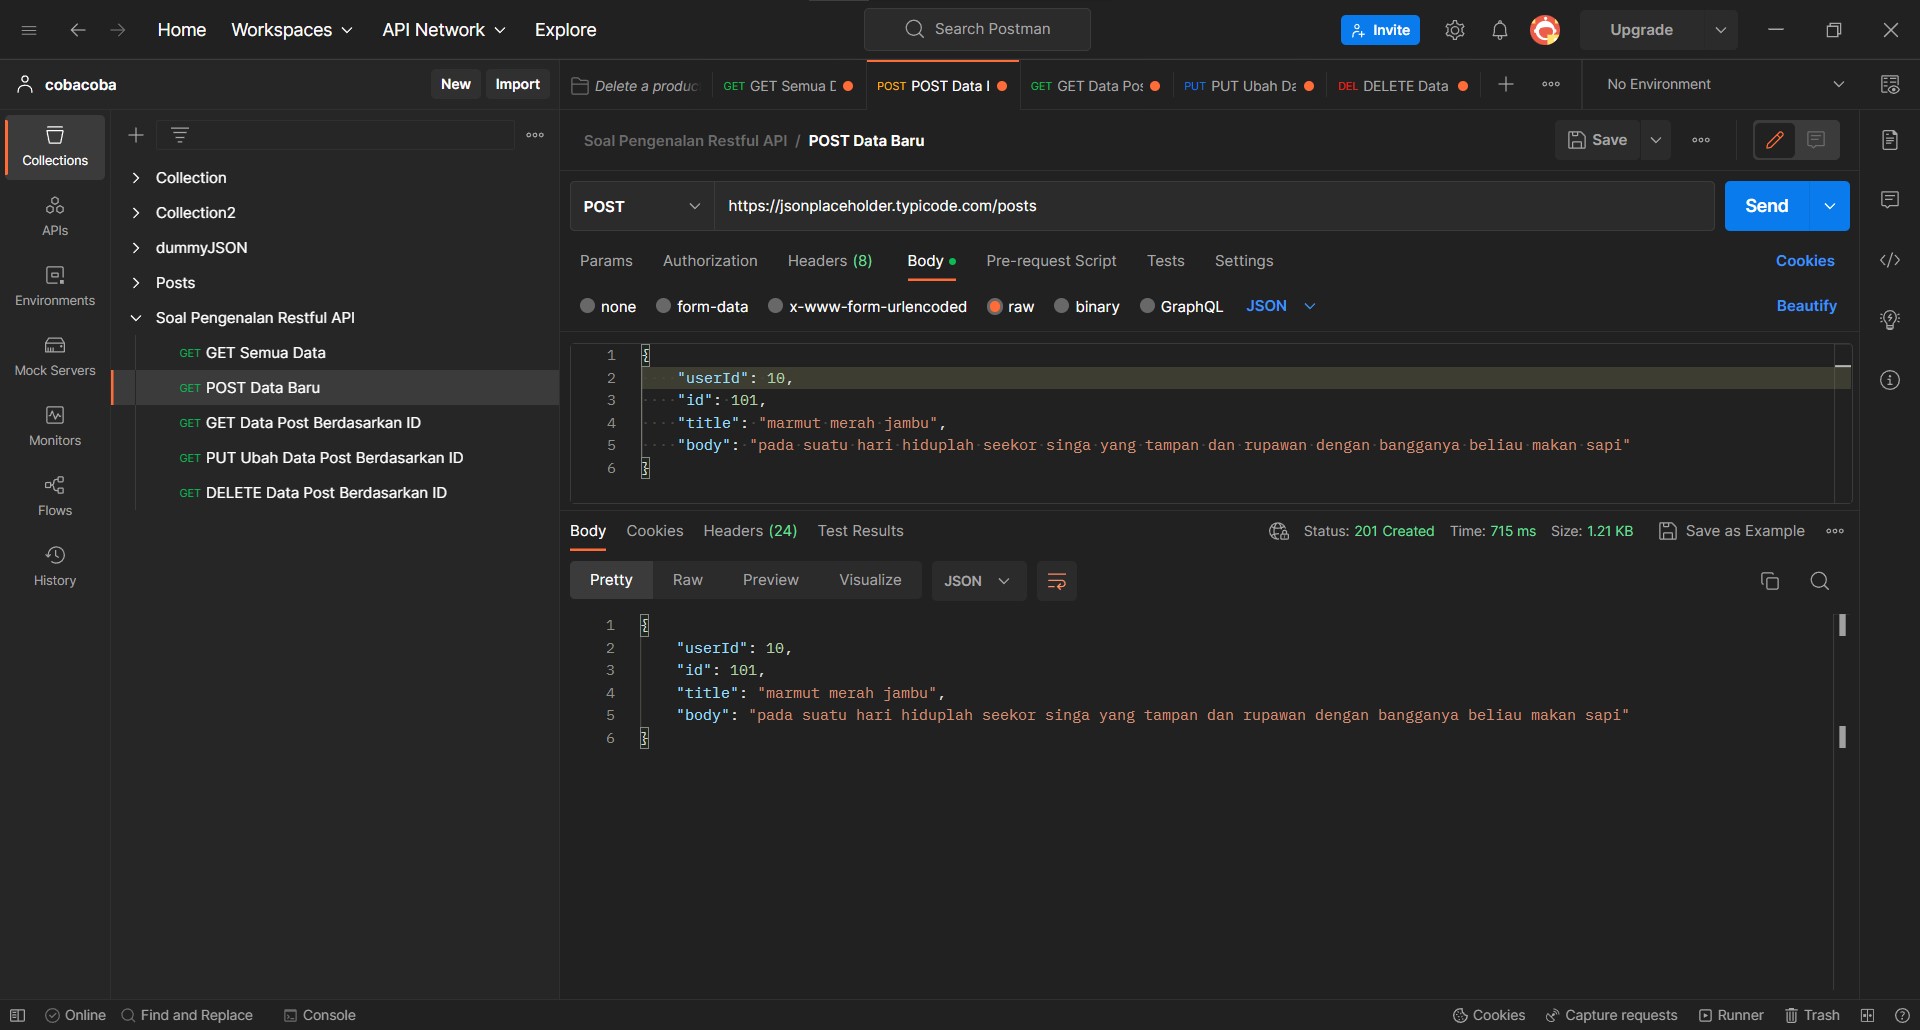 Home Workspaces API Network Explore Search Postman Invite Upgrade
cobacoba New Import
Delete a produc GET GET Semua D POST POST Data I GET GET Data Pos PUT PUT Ubah Da DEL DELETE Data No Environment
Collections
APIs
Environments
Mock Servers
Monitors
Flows
History
Collection
Collection2
dummyJSON
Posts
Soal Pengenalan Restful API
GET GET Semua Data
GET POST Data Baru
GET GET Data Post Berdasarkan ID
GET PUT Ubah Data Post Berdasarkan ID
GET DELETE Data Post Berdasarkan ID
Soal Pengenalan Restful API / POST Data Baru Save
POST https://jsonplaceholder.typicode.com/posts Send
Params Authorization Headers (8) Body Pre-request Script Tests Settings Cookies
none form-data x-www-form-urlencoded raw binary GraphQL JSON Beautify
1 {
2 "userId": 10,
3 "id": 101,
4 "title": "marmut merah jambu",
5 "body": "pada suatu hari hiduplah seekor singa yang tampan dan rupawan dengan bangganya beliau makan sapi"
6 }
Body Cookies Headers (24) Test Results Status: 201 Created Time: 715 ms Size: 1.21 KB Save as Example
Pretty Raw Preview Visualize JSON
1 {
2 "userId": 10,
3 "id": 101,
4 "title": "marmut merah jambu",
5 "body": "pada suatu hari hiduplah seekor singa yang tampan dan rupawan dengan bangganya beliau makan sapi"
6 }
Online Find and Replace Console Cookies Capture requests Runner Trash